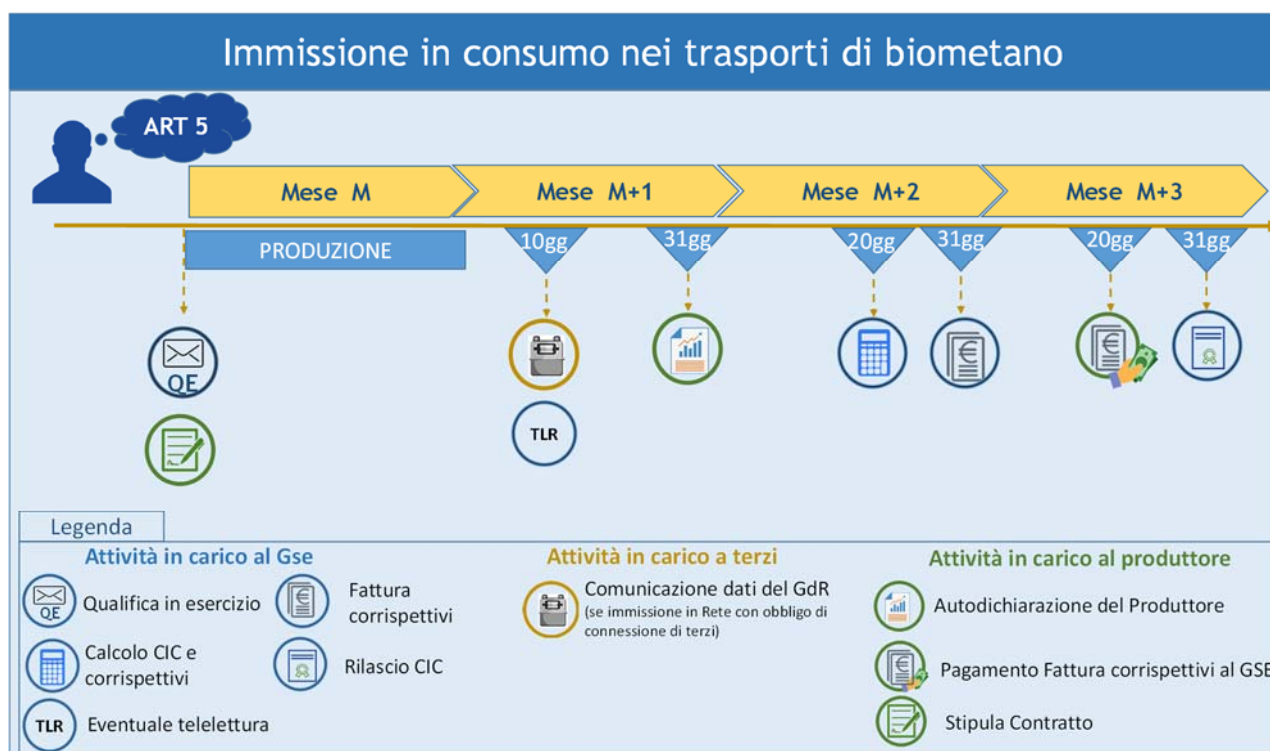 Immissione in consumo nei trasporti di biometano
ART 5
Mese M
Mese M+1
Mese M+2
Mese M+3
PRODUZIONE
10gg
31gg
20gg
31gg
20gg
31gg
QE
TLR
Legenda
Attività in carico al Gse
QE
Qualifica in esercizio
Fattura
corrispettivi
Calcolo CIC e
corrispettivi
Rilascio CIC
TLR
Eventuale telelettura
Attività in carico a terzi
Comunicazione dati del GdR
(se immissione in Rete con obbligo di
connessione di terzi)
Attività in carico al produttore
Autodichiarazione del Produttore
Pagamento Fattura corrispettivi al GSE
Stipula Contratto